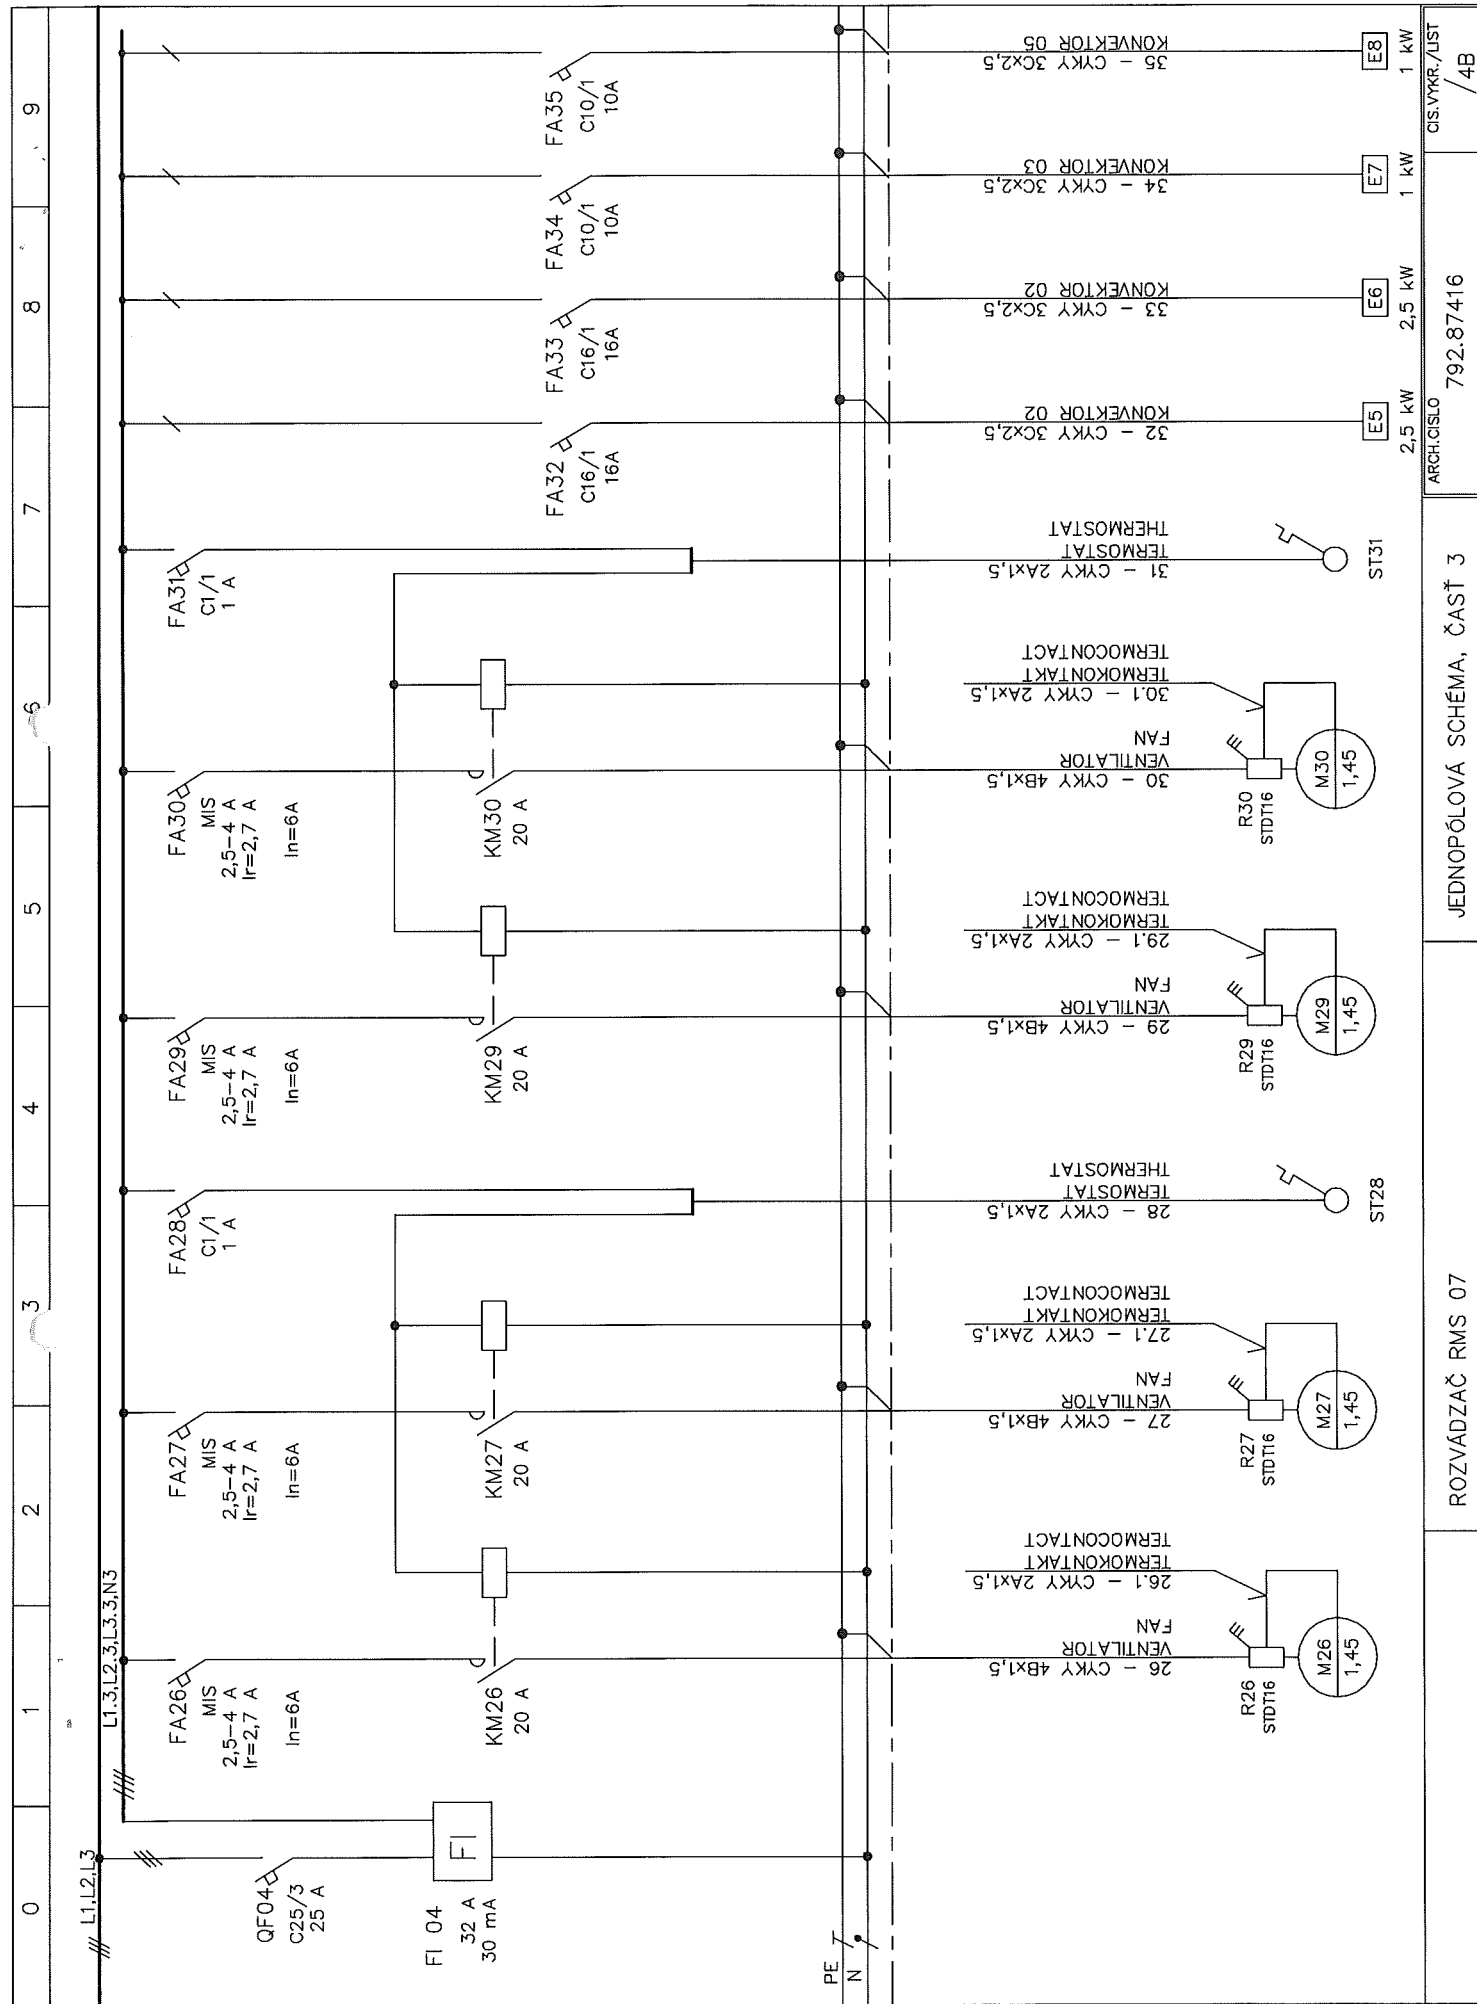 0
1
2
3
4
5
6
7
8
9
L1,L2,L3
L1.3,L2.3,L3.3,N3
QF04
C25/3
25 A
FI 04
32 A
30 mA
FI
PE
N
FA26
MIS
2,5-4 A
Ir=2,7 A
In=6A
KM26
20 A
26 - CYKY 4Bx1,5
VENTILATOR
FAN
26.1 - CYKY 2Ax1,5
TERMOKONTAKT
TERMOCONTACT
R26
STDT16
M26
1,45
FA27
MIS
2,5-4 A
Ir=2,7 A
In=6A
KM27
20 A
27 - CYKY 4Bx1,5
VENTILATOR
FAN
27.1 - CYKY 2Ax1,5
TERMOKONTAKT
TERMOCONTACT
R27
STDT16
M27
1,45
FA28
C1/1
1 A
28 - CYKY 2Ax1,5
TERMOSTAT
THERMOSTAT
ST28
FA29
MIS
2,5-4 A
Ir=2,7 A
In=6A
KM29
20 A
29 - CYKY 4Bx1,5
VENTILATOR
FAN
29.1 - CYKY 2Ax1,5
TERMOKONTAKT
TERMOCONTACT
R29
STDT16
M29
1,45
FA30
MIS
2,5-4 A
Ir=2,7 A
In=6A
KM30
20 A
30 - CYKY 4Bx1,5
VENTILATOR
FAN
30.1 - CYKY 2Ax1,5
TERMOKONTAKT
TERMOCONTACT
R30
STDT16
M30
1,45
FA31
C1/1
1 A
31 - CYKY 2Ax1,5
TERMOSTAT
THERMOSTAT
ST31
FA32
C16/1
16A
32 - CYKY 3Cx2,5
KONVEKTOR 02
E5
2,5 kW
FA33
C16/1
16A
33 - CYKY 3Cx2,5
KONVEKTOR 02
E6
2,5 kW
FA34
C10/1
10A
34 - CYKY 3Cx2,5
KONVEKTOR 03
E7
1 kW
FA35
C10/1
10A
35 - CYKY 3Cx2,5
KONVEKTOR 05
E8
1 kW
ROZVÁDZAČ RMS 07
JEDNOPÓLOVÁ SCHÉMA, ČASŤ 3
ARCH.CISLO
792.87416
CIS.VYKR./LIST
/4B